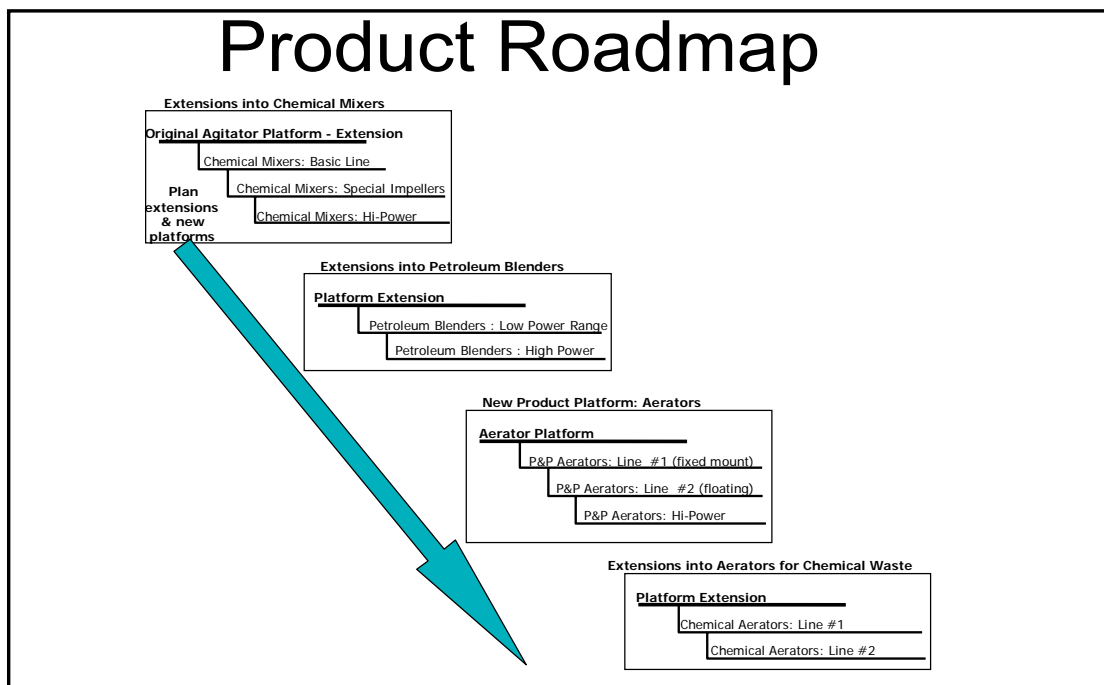 Product Roadmap
Extensions into Chemical Mixers
Original Agitator Platform - Extension
Chemical Mixers: Basic Line
Chemical Mixers: Special Impellers
Chemical Mixers: Hi-Power
Plan
extensions
& new
platforms
Extensions into Petroleum Blenders
Platform Extension
Petroleum Blenders : Low Power Range
Petroleum Blenders : High Power
New Product Platform: Aerators
Aerator Platform
P&P Aerators: Line #1 (fixed mount)
P&P Aerators: Line #2 (floating)
P&P Aerators: Hi-Power
Extensions into Aerators for Chemical Waste
Platform Extension
Chemical Aerators: Line #1
Chemical Aerators: Line #2